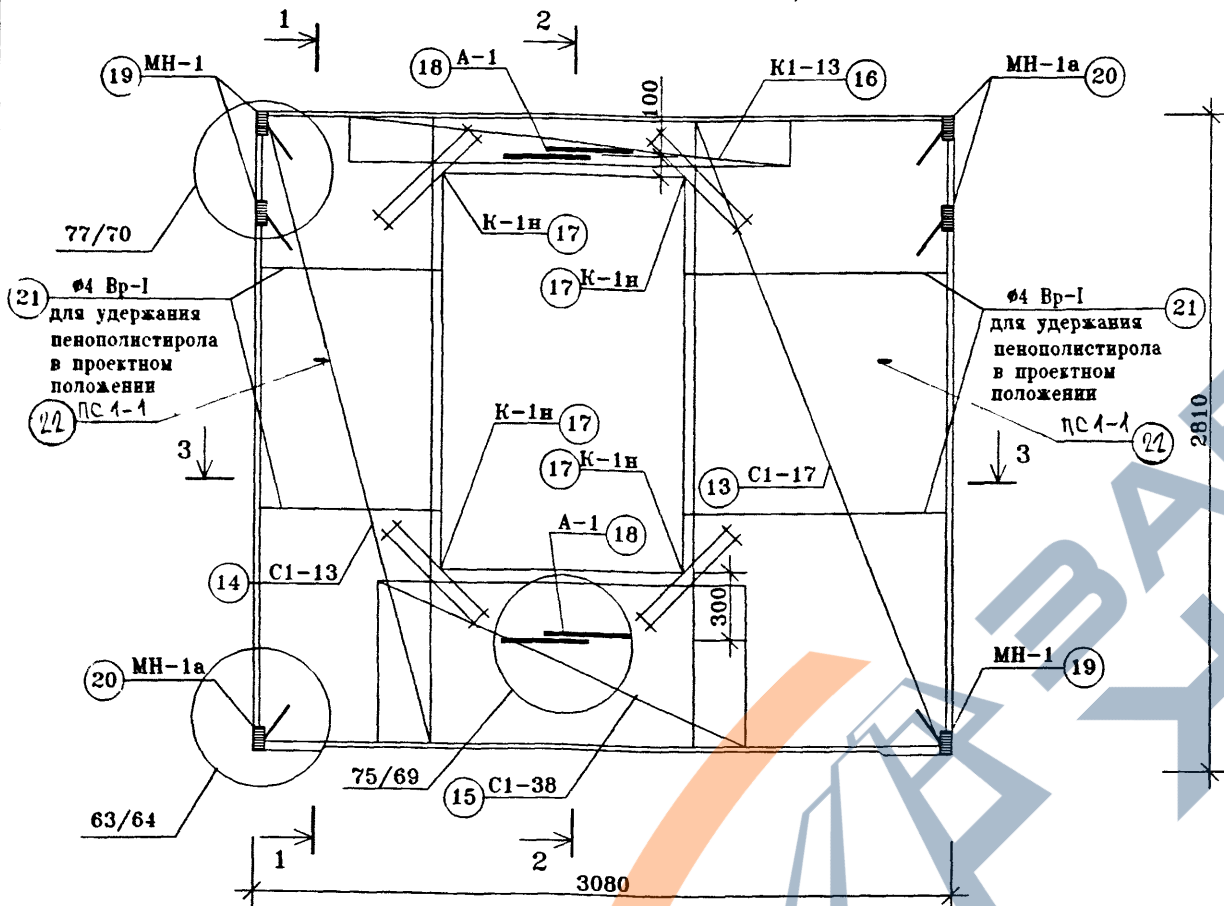 1
2
19 МН-1
18 А-1
К1-13 16
МН-1а 20
100
77/70
К-1н 17
17 К-1н
21 ø4 Вр-I
для удержания
пенополистирола
в проектном
положении
22 ПС 1-1
ø4 Вр-I 21
для удержания
пенополистирола
в проектном
положении
ПС 1-1 22
2810
3
К-1н 17
17 К-1н
13 С1-17
3
А-1 18
14 С1-13
300
20 МН-1а
МН-1 19
75/69
15 С1-38
63/64
1
2
3080
ЗАВ